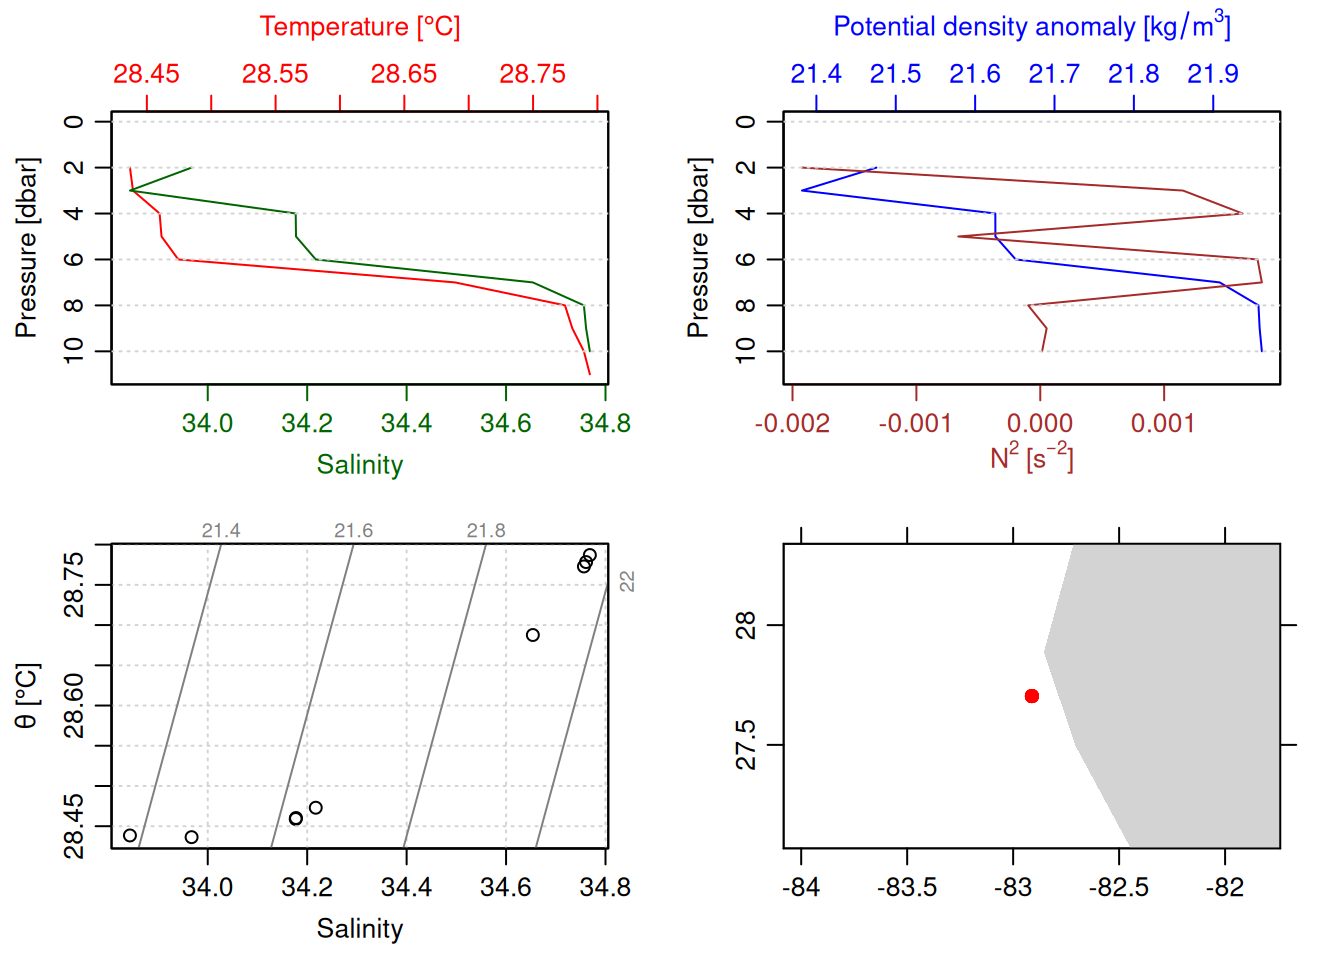 Temperature [°C]
28.45 28.55 28.65 28.75
Pressure [dbar]
0
2
4
6
8
10
34.0 34.2 34.4 34.6 34.8
Salinity
Potential density anomaly [kg/m³]
21.4 21.5 21.6 21.7 21.8 21.9
Pressure [dbar]
0
2
4
6
8
10
-0.002 -0.001 0.000 0.001
N² [s⁻²]
21.4 21.6 21.8
22
θ [°C]
28.75
28.60
28.45
34.0 34.2 34.4 34.6 34.8
Salinity
28
27.5
-84 -83.5 -83 -82.5 -82